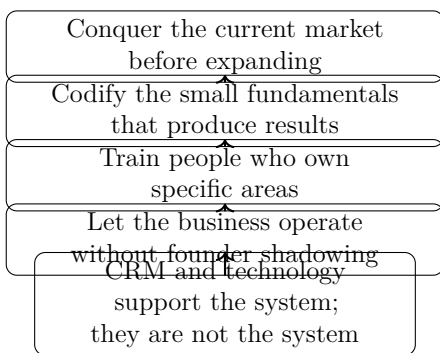 Conquer the current market
before expanding
Codify the small fundamentals
that produce results
Train people who own
specific areas
Let the business operate
without founder shadowing
CRM and technology
support the system;
they are not the system